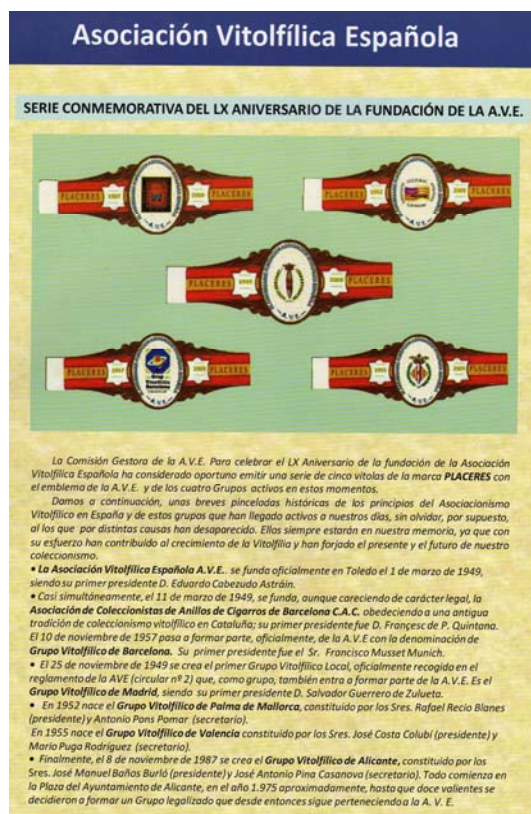 Asociación Vitolfílica Española
SERIE CONMEMORATIVA DEL LX ANIVERSARIO DE LA FUNDACIÓN DE LA A.V.E.
PLACERES PLACERES
A.V.E.
PLACERES PLACERES
A.V.E.
PLACERES 1949 2009 PLACERES
A.V.E.
PLACERES 1957 2009 PLACERES
Grup
Vitolfílic
Barcelona
A.V.E.
PLACERES PLACERES
A.V.E.
La Comisión Gestora de la A.V.E. Para celebrar el LX Aniversario de la fundación de la Asociación
Vitolfílica Española ha considerado oportuno emitir una serie de cinco vitolas de la marca PLACERES con
el emblema de la A.V.E. y de los cuatro Grupos activos en estos momentos.
Damos a continuación, unas breves pinceladas históricas de los principios del Asociacionismo
Vitolfílico en España y de estos grupos que han llegado activos a nuestros días, sin olvidar, por supuesto,
al los que por distintas causas han desaparecido. Ellos siempre estarán en nuestra memoria, ya que con
su esfuerzo han contribuido al crecimiento de la Vitolfilia y han forjado el presente y el futuro de nuestro
coleccionismo.
• La Asociación Vitolfílica Española A.V.E. se funda oficialmente en Toledo el 1 de marzo de 1949,
siendo su primer presidente D. Eduardo Cabezudo Astráin.
• Casi simultáneamente, el 11 de marzo de 1949, se funda, aunque careciendo de carácter legal, la
Asociación de Coleccionistas de Anillos de Cigarros de Barcelona C.A.C. obedeciendo a una antigua
tradición de coleccionismo vitolfílico en Cataluña; su primer presidente fue D. Françesc de P. Quintana.
El 10 de noviembre de 1957 pasa a formar parte, oficialmente, de la A.V.E con la denominación de
Grupo Vitolfílico de Barcelona. Su primer presidente fue el Sr. Francisco Musset Munich.
• El 25 de noviembre de 1949 se crea el primer Grupo Vitolfílico Local, oficialmente recogido en el
reglamento de la AVE (circular nº 2) que, como grupo, también entra a formar parte de la A.V.E. Es el
Grupo Vitolfílico de Madrid, siendo su primer presidente D. Salvador Guerrero de Zulueta.
• En 1952 nace el Grupo Vitolfílico de Palma de Mallorca, constituido por los Sres. Rafael Recio Blanes
(presidente) y Antonio Pons Pomar (secretario).
En 1955 nace el Grupo Vitolfílico de Valencia constituido por los Sres. José Costa Colubí (presidente) y
Mario Puga Rodríguez (secretario).
• Finalmente, el 8 de noviembre de 1987 se crea el Grupo Vitolfílico de Alicante, constituido por los
Sres. José Manuel Baños Burló (presidente) y José Antonio Pina Casanova (secretario). Todo comienza en
la Plaza del Ayuntamiento de Alicante, en el año 1.975 aproximadamente, hasta que doce valientes se
decidieron a formar un Grupo legalizado que desde entonces sigue perteneciendo a la A. V. E.